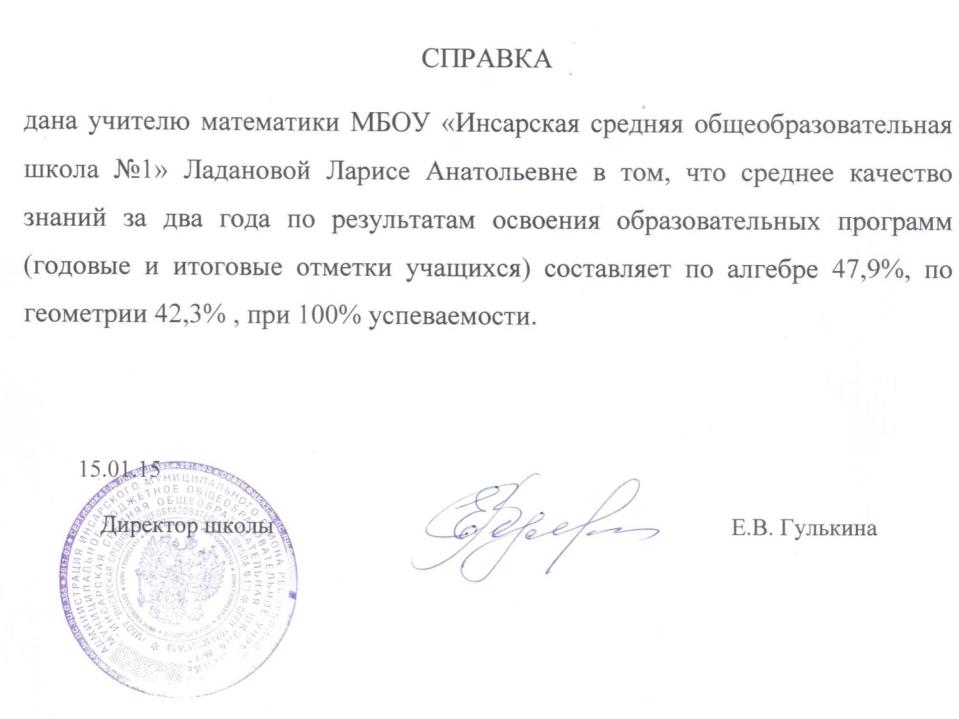 СПРАВКА
дана учителю математики МБОУ «Инсарская средняя общеобразовательная
школа №1» Ладановой Ларисе Анатольевне в том, что среднее качество
знаний за два года по результатам освоения образовательных программ
(годовые и итоговые отметки учащихся) составляет по алгебре 47,9%, по
геометрии 42,3% , при 100% успеваемости.
15.01.15
Директор школы
Е.В. Гулькина